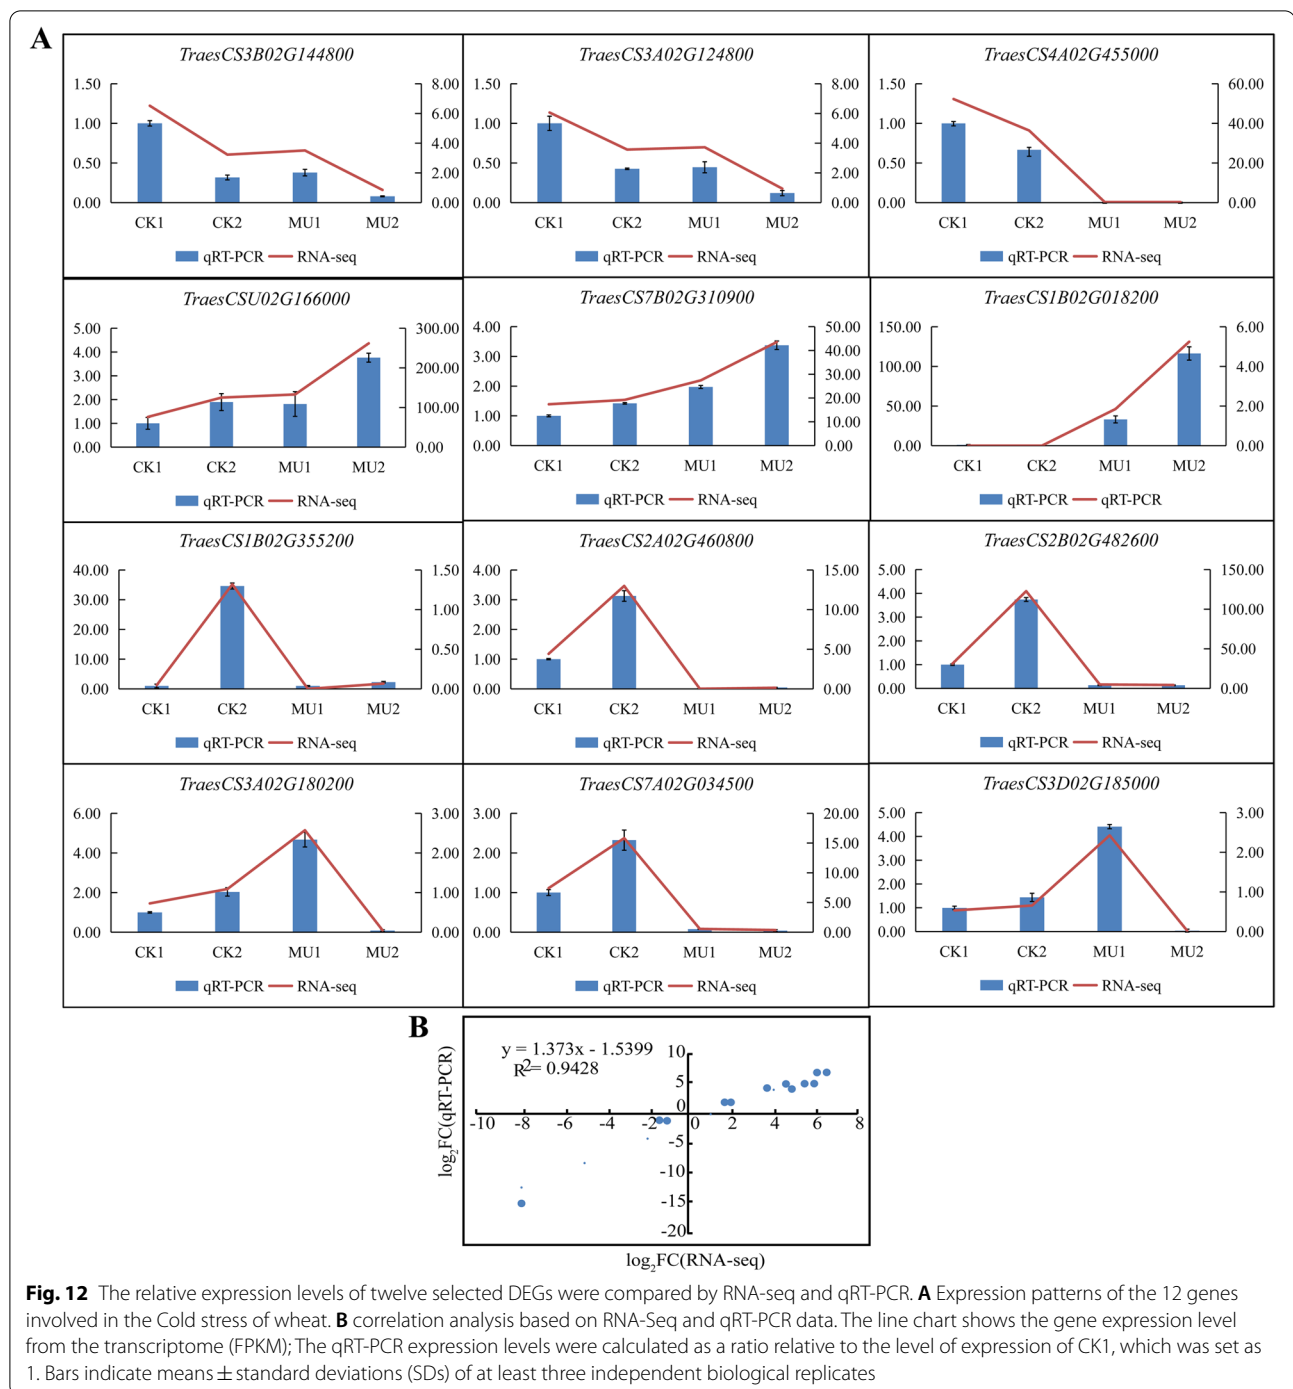 A
TraesCS3B02G144800
1.50
1.00
0.50
0.00
8.00
6.00
4.00
2.00
0.00
CK1 CK2 MU1 MU2
qRT-PCR RNA-seq
TraesCS3A02G124800
1.50
1.00
0.50
0.00
8.00
6.00
4.00
2.00
0.00
CK1 CK2 MU1 MU2
qRT-PCR RNA-seq
TraesCS4A02G455000
1.50
1.00
0.50
0.00
60.00
40.00
20.00
0.00
CK1 CK2 MU1 MU2
qRT-PCR RNA-seq
TraesCSU02G166000
5.00
4.00
3.00
2.00
1.00
0.00
300.00
200.00
100.00
0.00
CK1 CK2 MU1 MU2
qRT-PCR RNA-seq
TraesCS7B02G310900
4.00
3.00
2.00
1.00
0.00
50.00
40.00
30.00
20.00
10.00
0.00
CK1 CK2 MU1 MU2
qRT-PCR RNA-seq
TraesCS1B02G018200
150.00
100.00
50.00
0.00
6.00
4.00
2.00
0.00
CK1 CK2 MU1 MU2
qRT-PCR qRT-PCR
TraesCS1B02G355200
40.00
30.00
20.00
10.00
0.00
1.50
1.00
0.50
0.00
CK1 CK2 MU1 MU2
qRT-PCR RNA-seq
TraesCS2A02G460800
4.00
3.00
2.00
1.00
0.00
15.00
10.00
5.00
0.00
CK1 CK2 MU1 MU2
qRT-PCR RNA-seq
TraesCS2B02G482600
5.00
4.00
3.00
2.00
1.00
0.00
150.00
100.00
50.00
0.00
CK1 CK2 MU1 MU2
qRT-PCR RNA-seq
TraesCS3A02G180200
6.00
4.00
2.00
0.00
3.00
2.00
1.00
0.00
CK1 CK2 MU1 MU2
qRT-PCR RNA-seq
TraesCS7A02G034500
3.00
2.00
1.00
0.00
20.00
15.00
10.00
5.00
0.00
CK1 CK2 MU1 MU2
qRT-PCR RNA-seq
TraesCS3D02G185000
5.00
4.00
3.00
2.00
1.00
0.00
3.00
2.00
1.00
0.00
CK1 CK2 MU1 MU2
qRT-PCR RNA-seq
B
log₂FC(qRT-PCR)
y = 1.373x - 1.5399
R²= 0.9428
10
5
0
-10 -8 -6 -4 -2 0 2 4 6 8
-5
-10
-15
-20
log₂FC(RNA-seq)
Fig. 12 The relative expression levels of twelve selected DEGs were compared by RNA-seq and qRT-PCR. A Expression patterns of the 12 genes
involved in the Cold stress of wheat. B correlation analysis based on RNA-Seq and qRT-PCR data. The line chart shows the gene expression level
from the transcriptome (FPKM); The qRT-PCR expression levels were calculated as a ratio relative to the level of expression of CK1, which was set as
1. Bars indicate means ± standard deviations (SDs) of at least three independent biological replicates